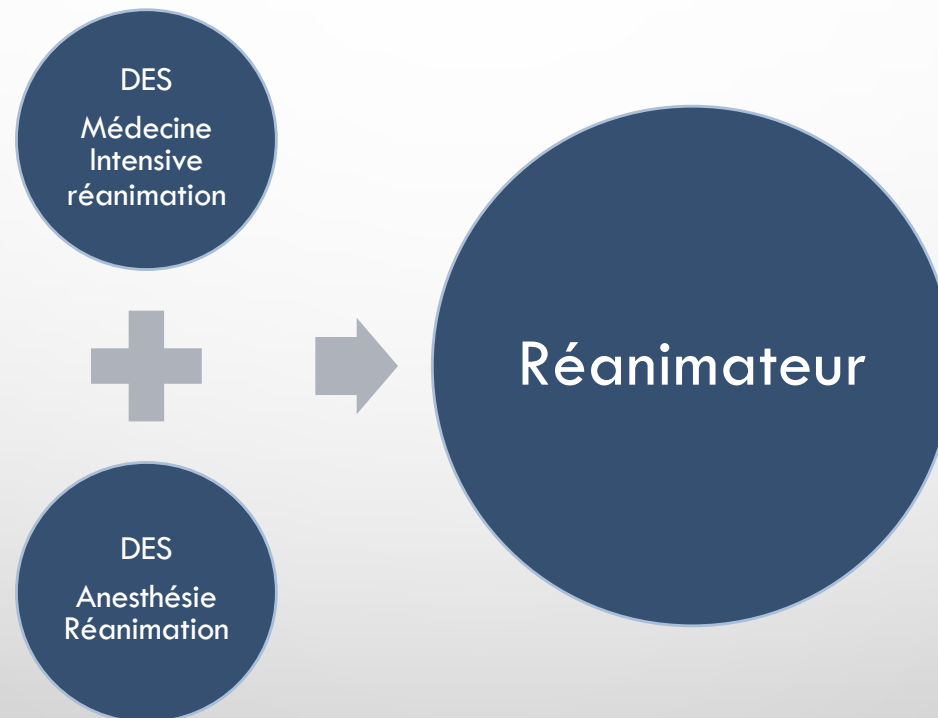 DES
Médecine
Intensive
réanimation
DES
Anesthésie
Réanimation
Réanimateur